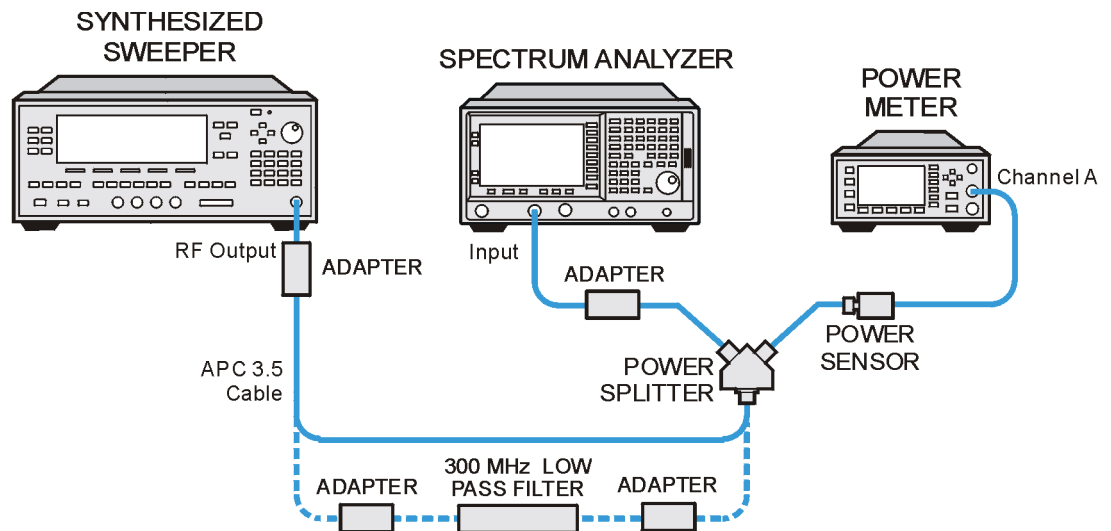 SYNTHESIZED
SWEEPER
SPECTRUM ANALYZER
POWER
METER
Channel A
RF Output
ADAPTER
Input
ADAPTER
POWER
SENSOR
POWER
SPLITTER
APC 3.5
Cable
ADAPTER
300 MHz LOW
PASS FILTER
ADAPTER